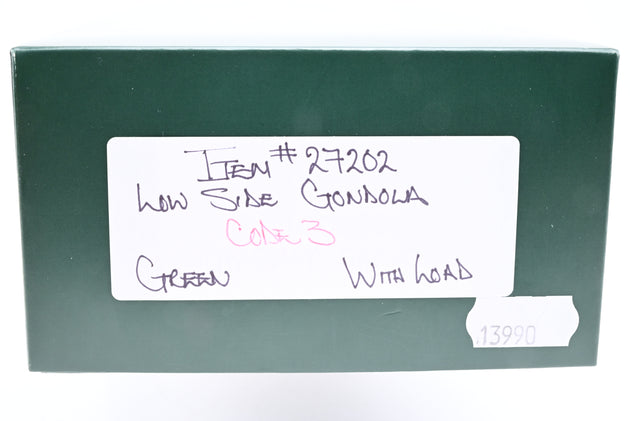 Item # 27202
Low Side Gondola
Code 3
Green With Load
13990